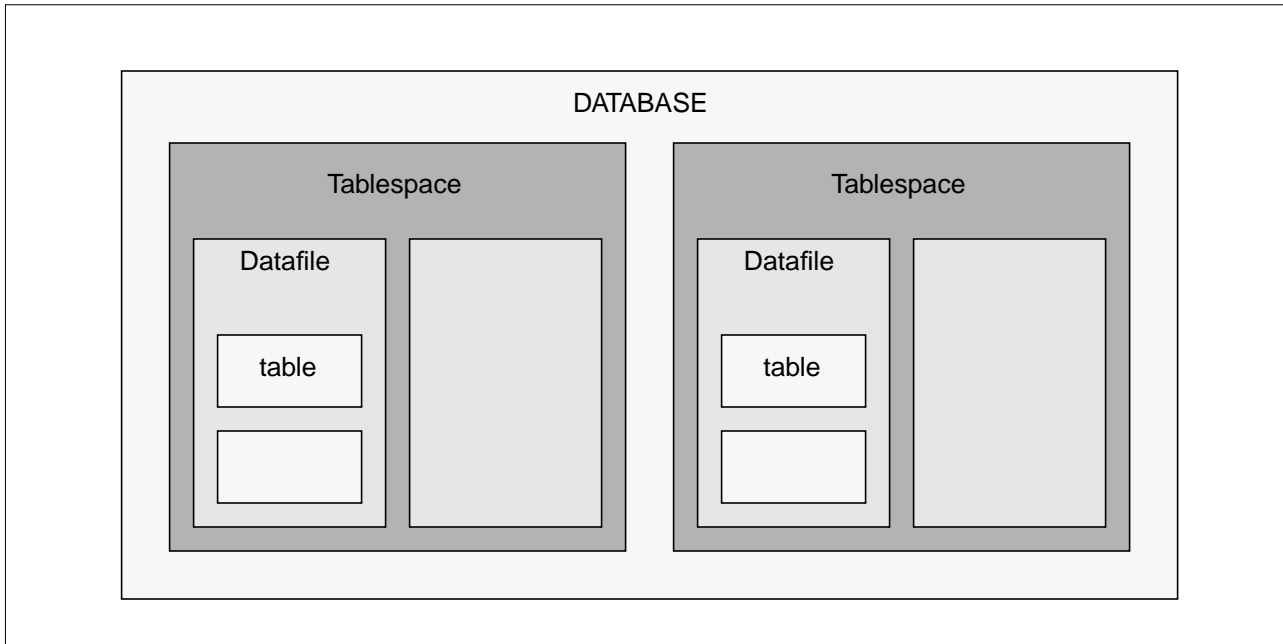 DATABASE
Tablespace
Datafile
table
Tablespace
Datafile
table